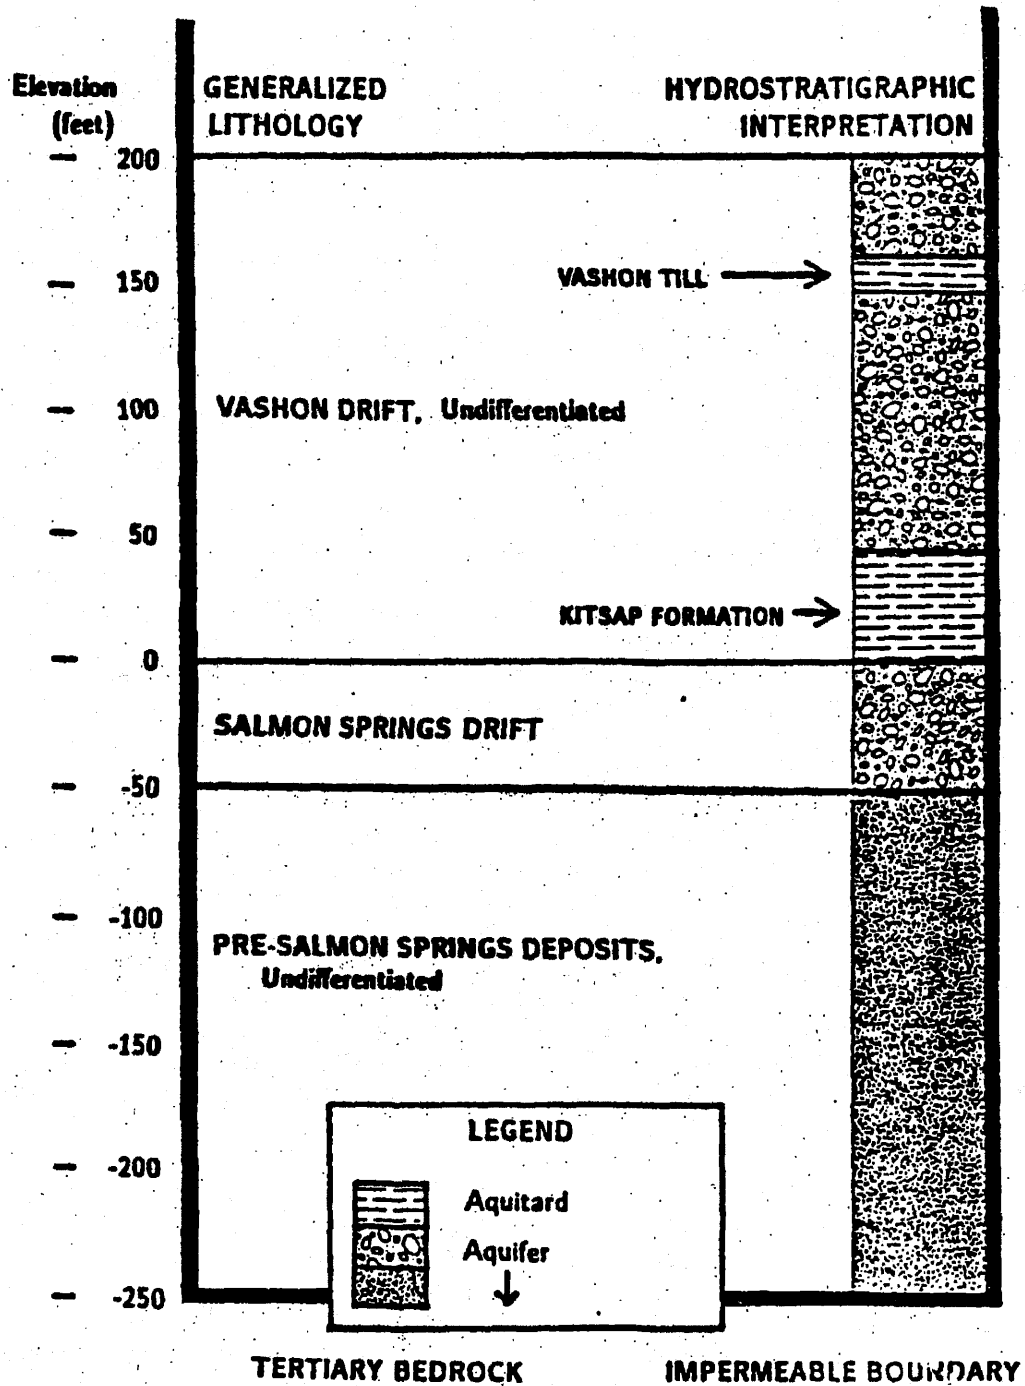 Elevation
(feet)
GENERALIZED
LITHOLOGY
HYDROSTRATIGRAPHIC
INTERPRETATION
200
150
VASHON TILL
100
VASHON DRIFT, Undifferentiated
50
KITSAP FORMATION
0
SALMON SPRINGS DRIFT
-50
-100
PRE-SALMON SPRINGS DEPOSITS,
Undifferentiated
-150
LEGEND
-200
Aquitard
Aquifer
-250
TERTIARY BEDROCK
IMPERMEABLE BOUNDARY